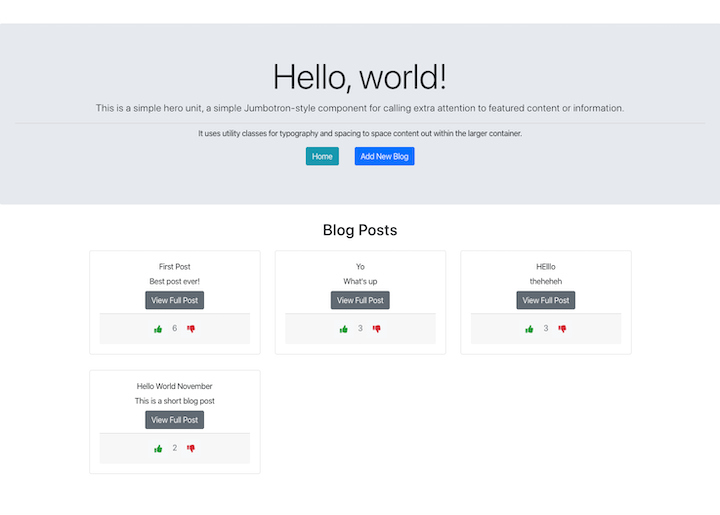 Hello, world!
This is a simple hero unit, a simple Jumbotron-style component for calling extra attention to featured content or information.
It uses utility classes for typography and spacing to space content out within the larger container.
Home
Add New Blog
Blog Posts
First Post
Best post ever!
View Full Post
6
Yo
What's up
View Full Post
3
HElllo
theheheh
View Full Post
3
Hello World November
This is a short blog post
View Full Post
2